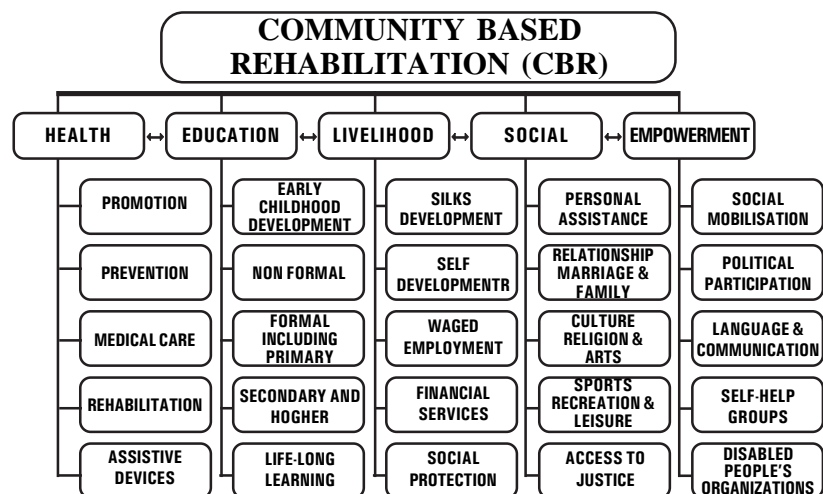 COMMUNITY BASED
REHABILITATION (CBR)
HEALTH
EDUCATION
LIVELIHOOD
SOCIAL
EMPOWERMENT
PROMOTION
PREVENTION
MEDICAL CARE
REHABILITATION
ASSISTIVE
DEVICES
EARLY
CHILDHOOD
DEVELOPMENT
NON FORMAL
FORMAL
INCLUDING
PRIMARY
SECONDARY AND
HOGHER
LIFE-LONG
LEARNING
SILKS
DEVELOPMENT
SELF
DEVELOPMENTR
WAGED
EMPLOYMENT
FINANCIAL
SERVICES
SOCIAL
PROTECTION
PERSONAL
ASSISTANCE
RELATIONSHIP
MARRIAGE &
FAMILY
CULTURE
RELIGION &
ARTS
SPORTS
RECREATION &
LEISURE
ACCESS TO
JUSTICE
SOCIAL
MOBILISATION
POLITICAL
PARTICIPATION
LANGUAGE &
COMMUNICATION
SELF-HELP
GROUPS
DISABLED
PEOPLE'S
ORGANIZATIONS